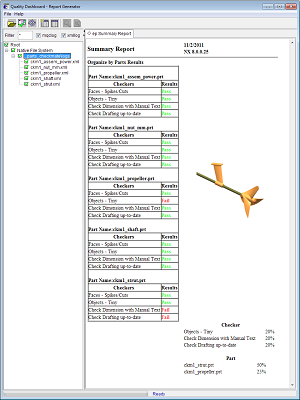 Quality Dashboard - Report Generator
File Help
Filter * mqclog xmllog
Root
Native File System
ckm1_assem_power.xml
ckm1_nut_mm.xml
ckm1_propeller.xml
ckm1_shaft.xml
ckm1_strut.xml
ep Summary Report
Summary Report
11/2/2011
NX 8.0.0.25
Organize by Parts Results
Part Name:ckm1_assem_power.prt
Checkers Results
Faces - Spikes/Cuts Pass
Objects - Tiny Pass
Check Dimension with Manual Text Pass
Check Drafting up-to-date Pass
Part Name:ckm1_nut_mm.prt
Checkers Results
Faces - Spikes/Cuts Pass
Objects - Tiny Pass
Check Dimension with Manual Text Pass
Check Drafting up-to-date Pass
Part Name:ckm1_propeller.prt
Checkers Results
Faces - Spikes/Cuts Pass
Objects - Tiny Fail
Check Dimension with Manual Text Pass
Check Drafting up-to-date Pass
Part Name:ckm1_shaft.prt
Checkers Results
Faces - Spikes/Cuts Pass
Objects - Tiny Pass
Check Dimension with Manual Text Pass
Check Drafting up-to-date Pass
Part Name:ckm1_strut.prt
Checkers Results
Faces - Spikes/Cuts Pass
Objects - Tiny Pass
Check Dimension with Manual Text Fail
Check Drafting up-to-date Fail
Checker
Objects - Tiny 20%
Check Dimension with Manual Text 20%
Check Drafting up-to-date 20%
Part
ckm1_strut.prt 50%
ckm1_propeller.prt 25%
Ready